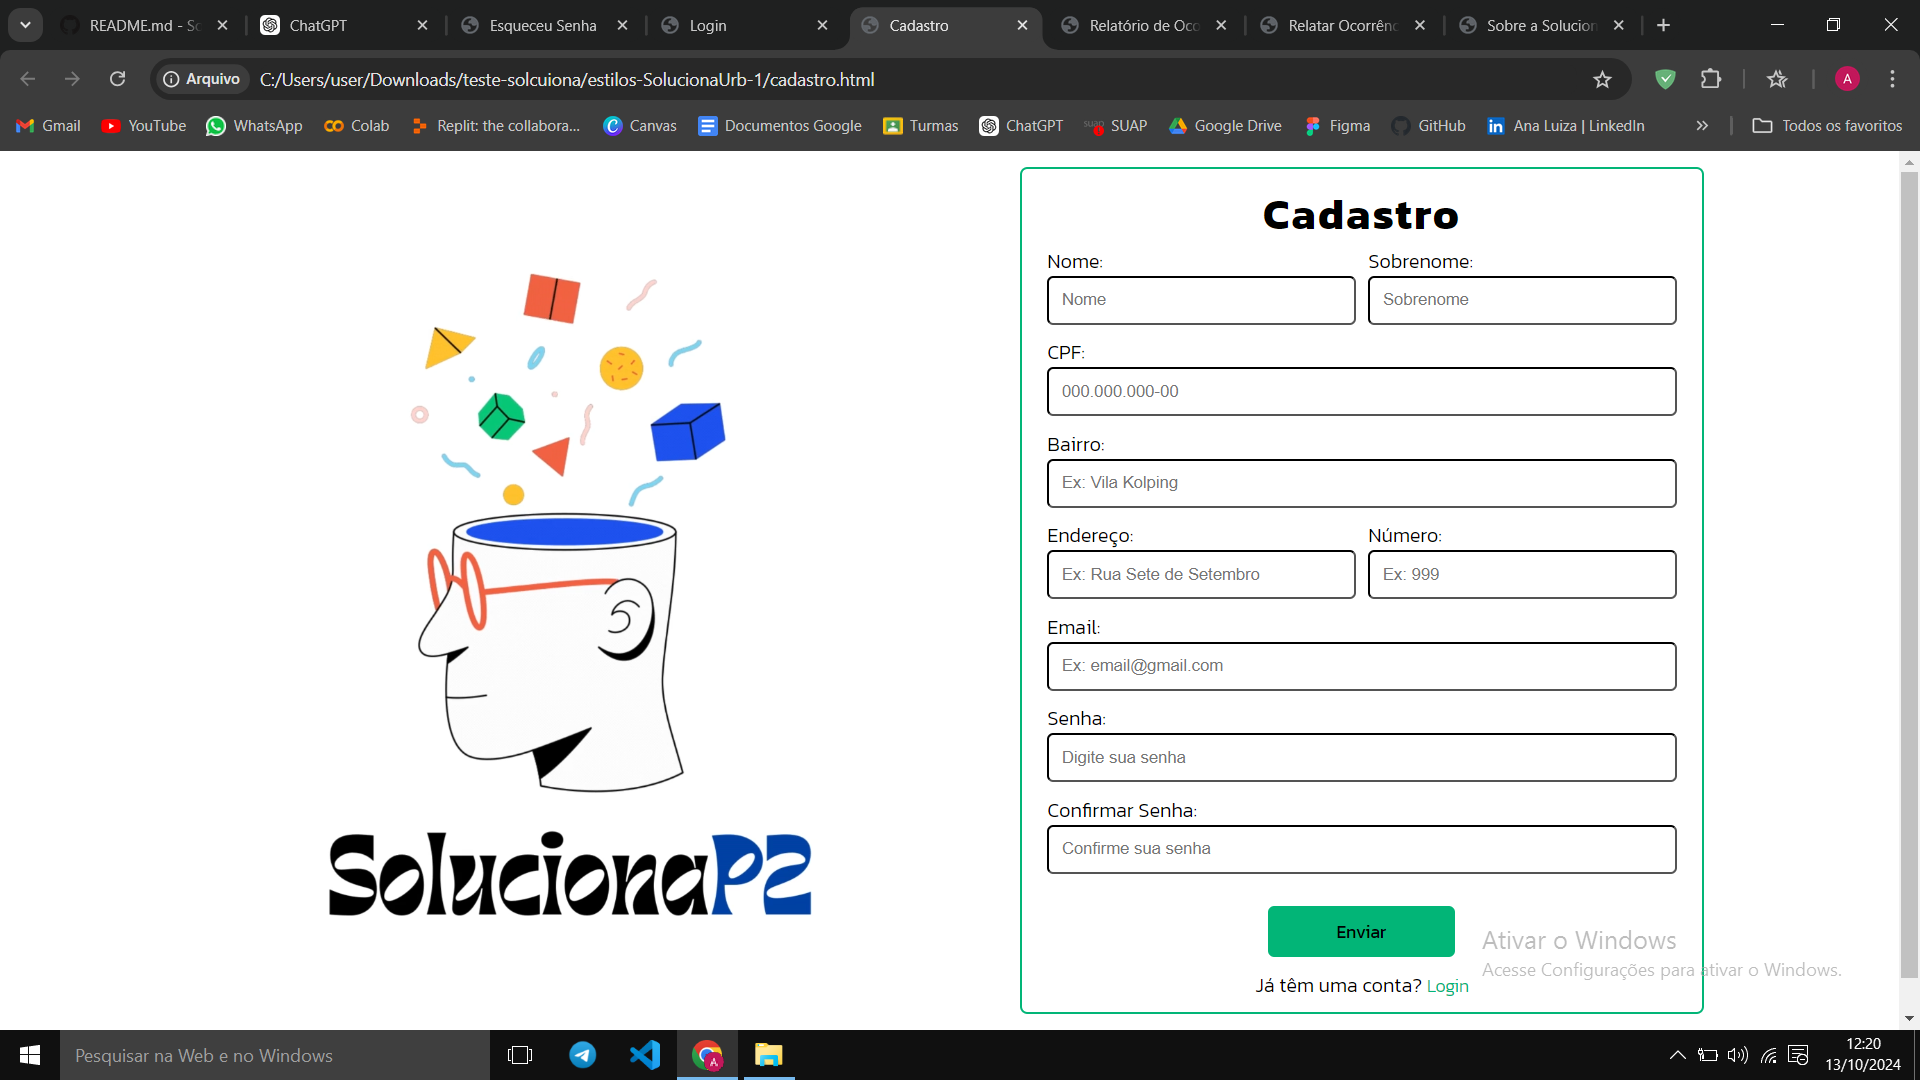 README.md - So
ChatGPT
Esqueceu Senha
Login
Cadastro
Relatório de Oco
Relatar Ocorrênc
Sobre a Solucion
Arquivo
C:/Users/user/Downloads/teste-solcuiona/estilos-SolucionaUrb-1/cadastro.html
A
Gmail
YouTube
WhatsApp
Colab
Replit: the collabora...
Canvas
Documentos Google
Turmas
ChatGPT
SUAP
Google Drive
Figma
GitHub
Ana Luiza | LinkedIn
Todos os favoritos
SolucionaP2
Cadastro
Nome: Sobrenome:
Nome Sobrenome
CPF:
000.000.000-00
Bairro:
Ex: Vila Kolping
Endereço: Número:
Ex: Rua Sete de Setembro Ex: 999
Email:
Ex: email@gmail.com
Senha:
Digite sua senha
Confirmar Senha:
Confirme sua senha
Enviar
Já têm uma conta? Login
Ativar o Windows
Acesse Configurações para ativar o Windows.
Pesquisar na Web e no Windows
12:20
13/10/2024